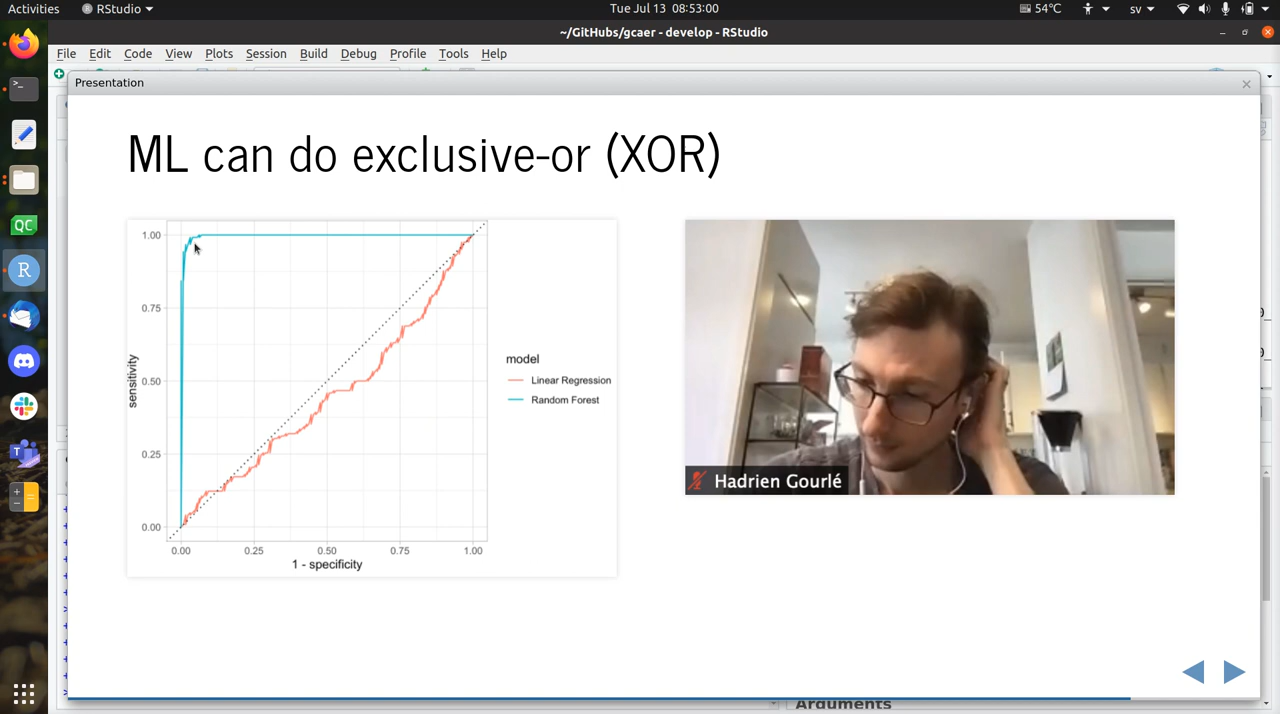 Activities
RStudio
Tue Jul 13 08:53:00
54°C
sv
~/GitHubs/gcaer - develop - RStudio
File Edit Code View Plots Session Build Debug Profile Tools Help
Presentation
ML can do exclusive-or (XOR)
1.00
0.75
0.50
0.25
0.00
sensitivity
0.00 0.25 0.50 0.75 1.00
1 - specificity
model
Linear Regression
Random Forest
Hadrien Gourlé
QC
R
Arguments